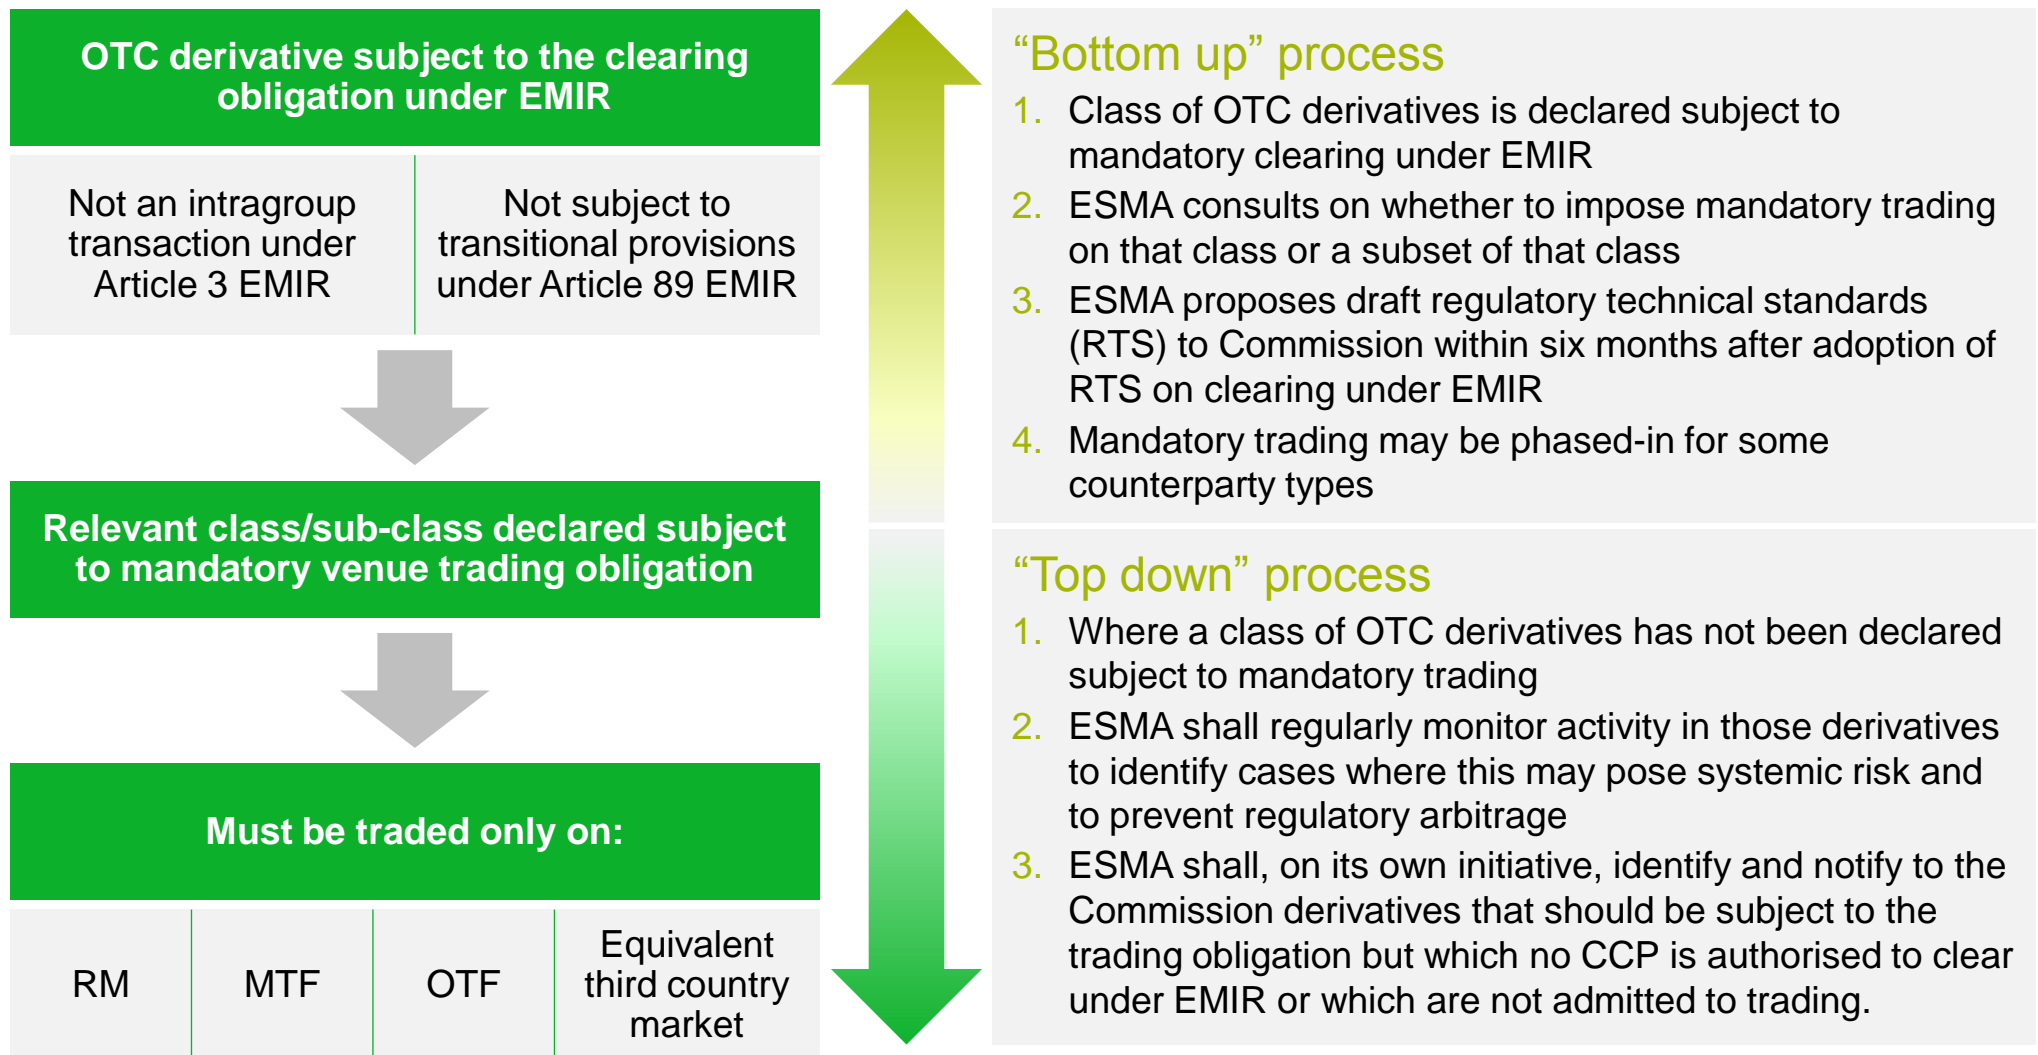 OTC derivative subject to the clearing
obligation under EMIR
Not an intragroup
transaction under
Article 3 EMIR
Not subject to
transitional provisions
under Article 89 EMIR
Relevant class/sub-class declared subject
to mandatory venue trading obligation
Must be traded only on:
RM
MTF
OTF
Equivalent
third country
market
“Bottom up” process
1. Class of OTC derivatives is declared subject to
mandatory clearing under EMIR
2. ESMA consults on whether to impose mandatory trading
on that class or a subset of that class
3. ESMA proposes draft regulatory technical standards
(RTS) to Commission within six months after adoption of
RTS on clearing under EMIR
4. Mandatory trading may be phased-in for some
counterparty types
“Top down” process
1. Where a class of OTC derivatives has not been declared
subject to mandatory trading
2. ESMA shall regularly monitor activity in those derivatives
to identify cases where this may pose systemic risk and
to prevent regulatory arbitrage
3. ESMA shall, on its own initiative, identify and notify to the
Commission derivatives that should be subject to the
trading obligation but which no CCP is authorised to clear
under EMIR or which are not admitted to trading.